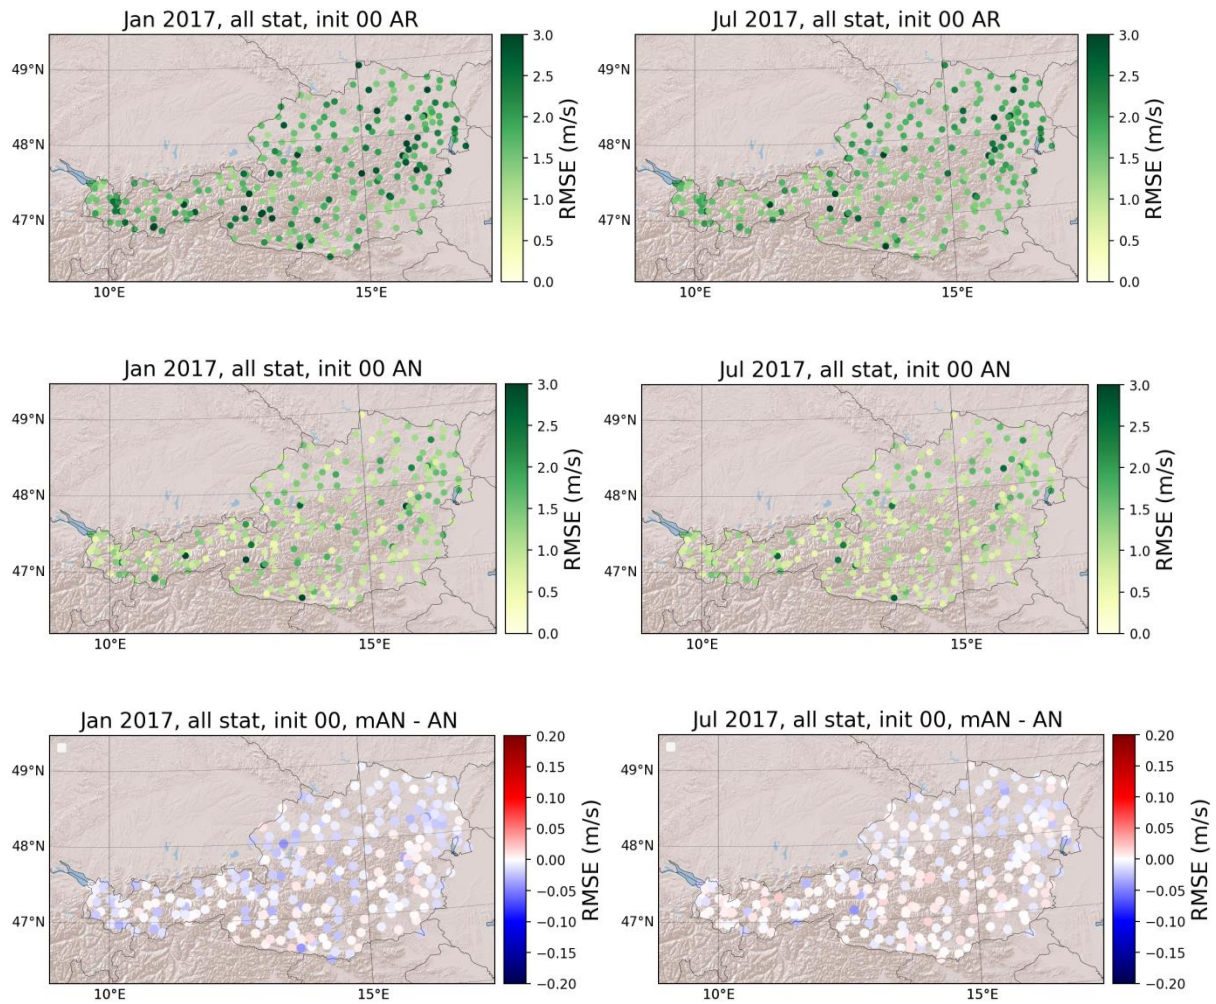 Jan 2017, all stat, init 00 AR
49°N
48°N
47°N
10°E
15°E
3.0
2.5
2.0
1.5
1.0
0.5
0.0
RMSE (m/s)
Jul 2017, all stat, init 00 AR
49°N
48°N
47°N
10°E
15°E
3.0
2.5
2.0
1.5
1.0
0.5
0.0
RMSE (m/s)
Jan 2017, all stat, init 00 AN
49°N
48°N
47°N
10°E
15°E
3.0
2.5
2.0
1.5
1.0
0.5
0.0
RMSE (m/s)
Jul 2017, all stat, init 00 AN
49°N
48°N
47°N
10°E
15°E
3.0
2.5
2.0
1.5
1.0
0.5
0.0
RMSE (m/s)
Jan 2017, all stat, init 00, mAN - AN
49°N
48°N
47°N
10°E
15°E
0.20
0.15
0.10
0.05
0.00
−0.05
−0.10
−0.15
−0.20
RMSE (m/s)
Jul 2017, all stat, init 00, mAN - AN
49°N
48°N
47°N
10°E
15°E
0.20
0.15
0.10
0.05
0.00
−0.05
−0.10
−0.15
−0.20
RMSE (m/s)